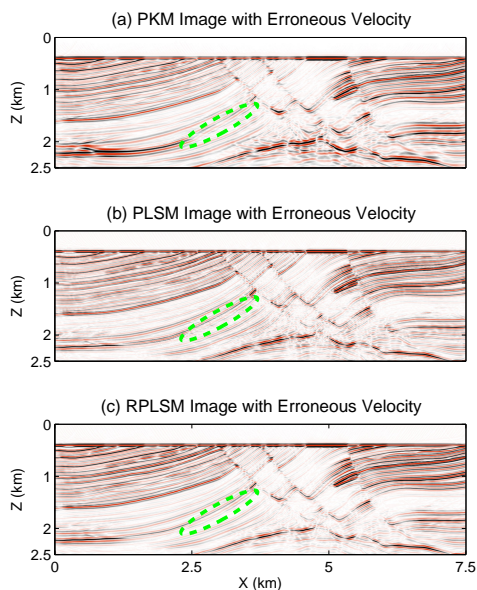 (a) PKM Image with Erroneous Velocity
0
1
2
2.5
Z (km)
(b) PLSM Image with Erroneous Velocity
0
1
2
2.5
Z (km)
(c) RPLSM Image with Erroneous Velocity
0
1
2
2.5
Z (km)
0
2.5
5
7.5
X (km)